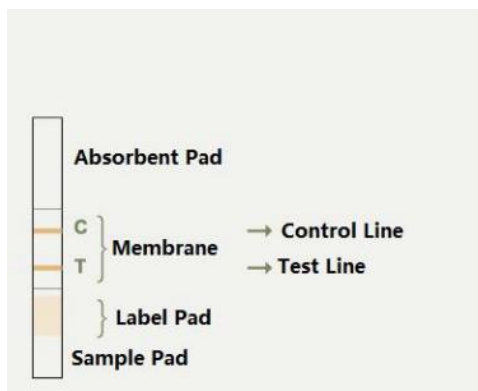 Absorbent Pad
C
Membrane
→ Control Line
T
→ Test Line
Label Pad
Sample Pad